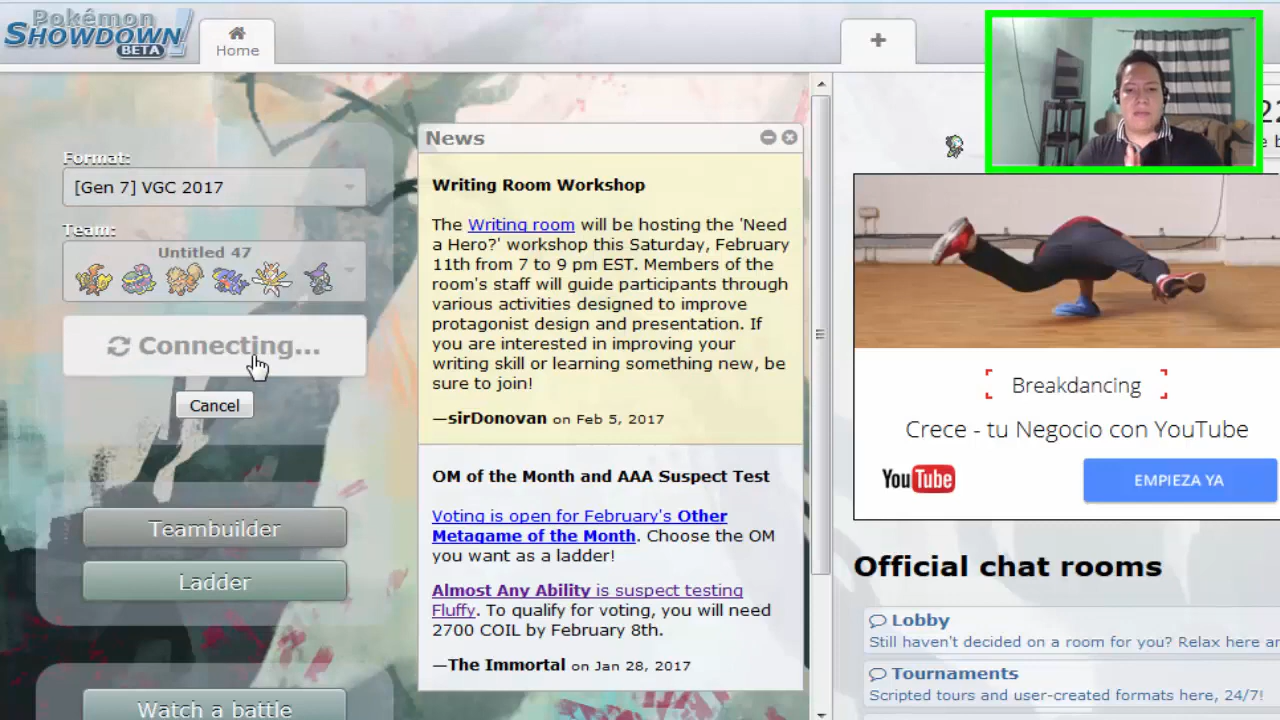 Pokémon
SHOWDOWN!
BETA
Home
+
Format:
[Gen 7] VGC 2017
Team:
Untitled 47
Connecting...
Cancel
Teambuilder
Ladder
Watch a battle
News
Writing Room Workshop
The Writing room will be hosting the 'Need
a Hero?' workshop this Saturday, February
11th from 7 to 9 pm EST. Members of the
room's staff will guide participants through
various activities designed to improve
protagonist design and presentation. If
you are interested in improving your
writing skill or learning something new, be
sure to join!
—sirDonovan on Feb 5, 2017
OM of the Month and AAA Suspect Test
Voting is open for February's Other
Metagame of the Month. Choose the OM
you want as a ladder!
Almost Any Ability is suspect testing
Fluffy. To qualify for voting, you will need
2700 COIL by February 8th.
—The Immortal on Jan 28, 2017
Breakdancing
Crece - tu Negocio con YouTube
YouTube
EMPIEZA YA
Official chat rooms
Lobby
Still haven't decided on a room for you? Relax here an
Tournaments
Scripted tours and user-created formats here, 24/7!